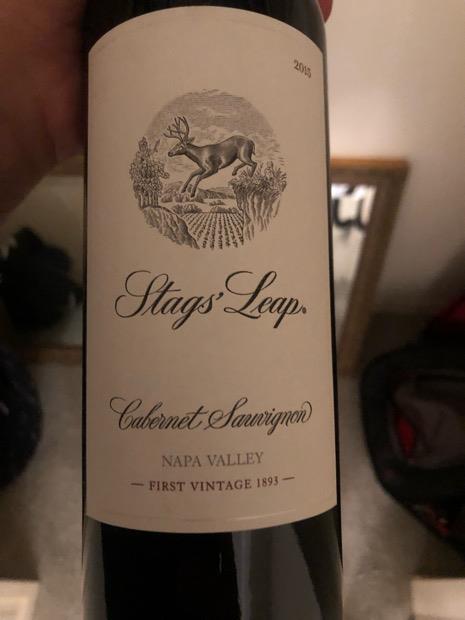 2015
Stags' Leap.
Cabernet Sauvignon
NAPA VALLEY
— FIRST VINTAGE 1893 —